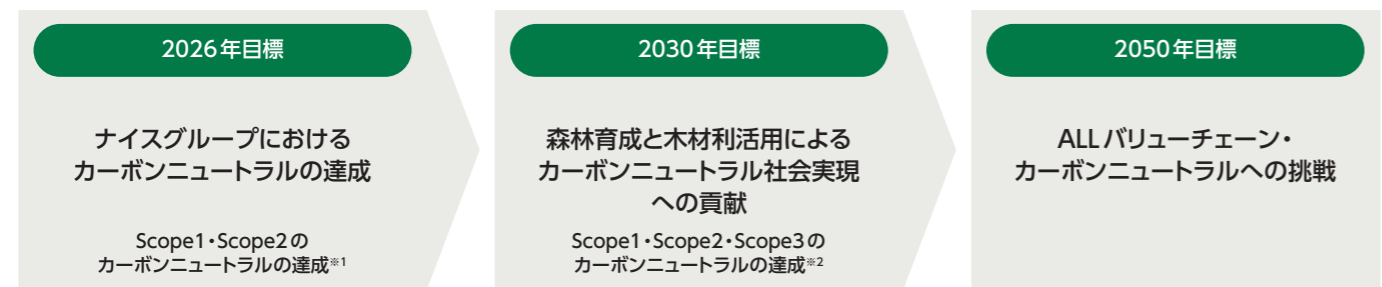 2026年目標
ナイスグループにおける
カーボンニュートラルの達成
Scope1・Scope2の
カーボンニュートラルの達成※1
2030年目標
森林育成と木材利活用による
カーボンニュートラル社会実現
への貢献
Scope1・Scope2・Scope3の
カーボンニュートラルの達成※2
2050年目標
ALLバリューチェーン・
カーボンニュートラルへの挑戦